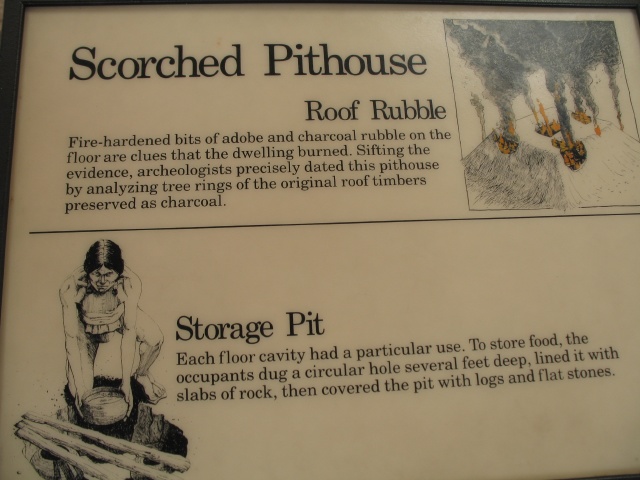 Scorched Pithouse
Roof Rubble
Fire-hardened bits of adobe and charcoal rubble on the
floor are clues that the dwelling burned. Sifting the
evidence, archeologists precisely dated this pithouse
by analyzing tree rings of the original roof timbers
preserved as charcoal.
Storage Pit
Each floor cavity had a particular use. To store food, the
occupants dug a circular hole several feet deep, lined it with
slabs of rock, then covered the pit with logs and flat stones.